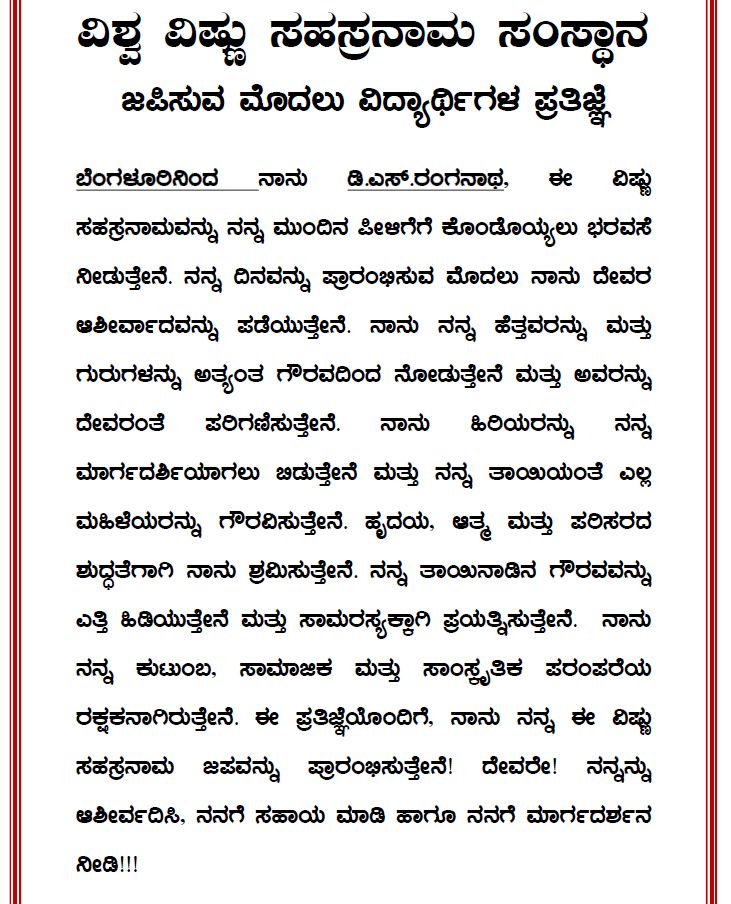 ವಿಶ್ವ ವಿಷ್ಣು ಸಹಸ್ರನಾಮ ಸಂಸ್ಥಾನ
ಜಪಿಸುವ ಮೊದಲು ವಿದ್ಯಾರ್ಥಿಗಳ ಪ್ರತಿಜ್ಞೆ
ಬೆಂಗಳೂರಿನಿಂದ ನಾನು ಡಿ.ಎಸ್.ರಂಗನಾಥ, ಈ ವಿಷ್ಣು
ಸಹಸ್ರನಾಮವನ್ನು ನನ್ನ ಮುಂದಿನ ಪೀಳಿಗೆಗೆ ಕೊಂಡೊಯ್ಯಲು ಭರವಸೆ
ನೀಡುತ್ತೇನೆ. ನನ್ನ ದಿನವನ್ನು ಪ್ರಾರಂಭಿಸುವ ಮೊದಲು ನಾನು ದೇವರ
ಆಶೀರ್ವಾದವನ್ನು ಪಡೆಯುತ್ತೇನೆ. ನಾನು ನನ್ನ ಹೆತ್ತವರನ್ನು ಮತ್ತು
ಗುರುಗಳನ್ನು ಅತ್ಯಂತ ಗೌರವದಿಂದ ನೋಡುತ್ತೇನೆ ಮತ್ತು ಅವರನ್ನು
ದೇವರಂತೆ ಪರಿಗಣಿಸುತ್ತೇನೆ. ನಾನು ಹಿರಿಯರನ್ನು ನನ್ನ
ಮಾರ್ಗದರ್ಶಿಯಾಗಲು ಬಿಡುತ್ತೇನೆ ಮತ್ತು ನನ್ನ ತಾಯಿಯಂತೆ ಎಲ್ಲ
ಮಹಿಳೆಯರನ್ನು ಗೌರವಿಸುತ್ತೇನೆ. ಹೃದಯ, ಆತ್ಮ ಮತ್ತು ಪರಿಸರದ
ಶುದ್ಧತೆಗಾಗಿ ನಾನು ಶ್ರಮಿಸುತ್ತೇನೆ. ನನ್ನ ತಾಯಿನಾಡಿನ ಗೌರವವನ್ನು
ಎತ್ತಿ ಹಿಡಿಯುತ್ತೇನೆ ಮತ್ತು ಸಾಮರಸ್ಯಕ್ಕಾಗಿ ಪ್ರಯತ್ನಿಸುತ್ತೇನೆ. ನಾನು
ನನ್ನ ಕುಟುಂಬ, ಸಾಮಾಜಿಕ ಮತ್ತು ಸಾಂಸ್ಕೃತಿಕ ಪರಂಪರೆಯ
ರಕ್ಷಕನಾಗಿರುತ್ತೇನೆ. ಈ ಪ್ರತಿಜ್ಞೆಯೊಂದಿಗೆ, ನಾನು ನನ್ನ ಈ ವಿಷ್ಣು
ಸಹಸ್ರನಾಮ ಜಪವನ್ನು ಪ್ರಾರಂಭಿಸುತ್ತೇನೆ! ದೇವರೇ! ನನ್ನನ್ನು
ಆಶೀರ್ವದಿಸಿ, ನನಗೆ ಸಹಾಯ ಮಾಡಿ ಹಾಗೂ ನನಗೆ ಮಾರ್ಗದರ್ಶನ
ನೀಡಿ!!!